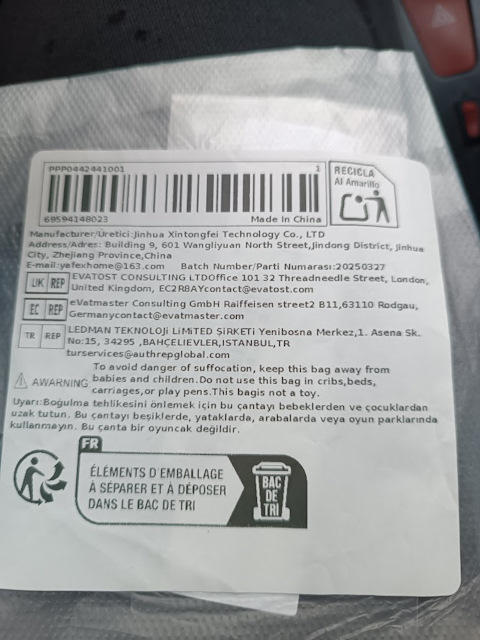 PPP0442441001 1
69594148023 Made In China
RECICLA
Al Amarillo
Manufacturer/Üretici:Jinhua Xintongfei Technology Co., LTD
Address/Adres: Building 9, 601 Wangliyuan North Street,Jindong District, Jinhua
City, Zhejiang Province,China
E-mail:yafexhome@163.com Batch Number/Parti Numarası:20250327
UK REP EVATOST CONSULTING LTDOffice 101 32 Threadneedle Street, London,
United Kingdom, EC2R8AYcontact@evatost.com
EC REP eVatmaster Consulting GmbH Raiffeisen street2 B11,63110 Rodgau,
Germanycontact@evatmaster.com
TR REP LEDMAN TEKNOLOJi LiMiTED ŞiRKETi Yenibosna Merkez,1. Asena Sk.
No:15, 34295 ,BAHÇELIEVLER,ISTANBUL,TR
turservices@authrepglobal.com
To avoid danger of suffocation, keep this bag away from
AWARNING babies and children.Do not use this bag in cribs,beds,
carriages,or play pens.This bagis not a toy.
Uyarı:Boğulma tehlikesini önlemek için bu çantayı bebeklerden ve çocuklardan
uzak tutun. Bu çantayı beşiklerde, yataklarda, arabalarda veya oyun parklarında
kullanmayın. Bu çanta bir oyuncak değildir.
FR
ÉLÉMENTS D'EMBALLAGE
À SÉPARER ET À DÉPOSER
DANS LE BAC DE TRI
BAC
DE
TRI